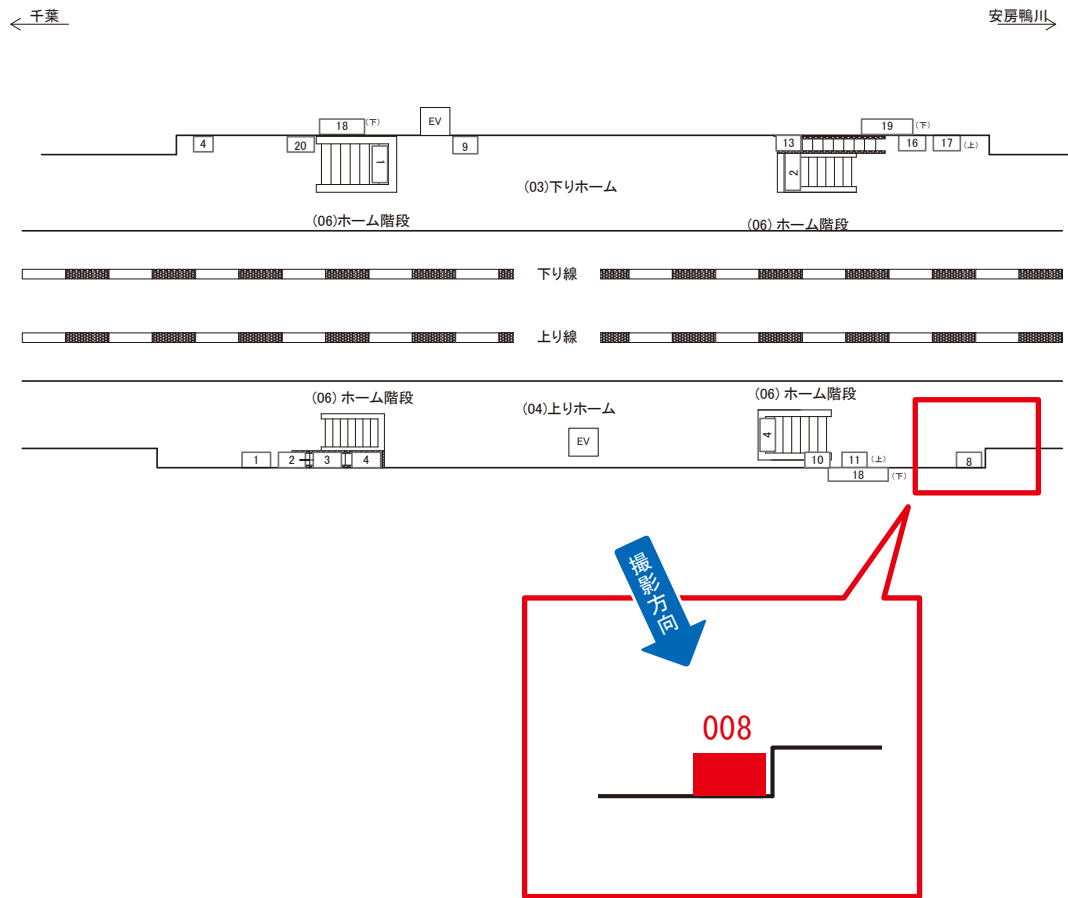 千葉
安房鴨川
18 (下)
EV
19 (下)
4
20
9
13
16
17 (上)
1
2
(03)下りホーム
(06)ホーム階段
(06) ホーム階段
下り線
上り線
(06) ホーム階段
(04)上りホーム
(06) ホーム階段
EV
4
1
2
3
4
10
11 (上)
8
18 (下)
撮影方向
008